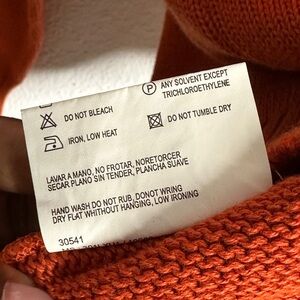 P ANY SOLVENT EXCEPT
TRICHLOROETHYLENE
DO NOT BLEACH
IRON, LOW HEAT
DO NOT TUMBLE DRY
LAVAR A MANO, NO FROTAR, NORETORCER
SECAR PLANO SIN TENDER, PLANCHA SUAVE
HAND WASH DO NOT RUB, DONOT WRING
DRY FLAT WITHOUT HANGING, LOW IRONING
30541